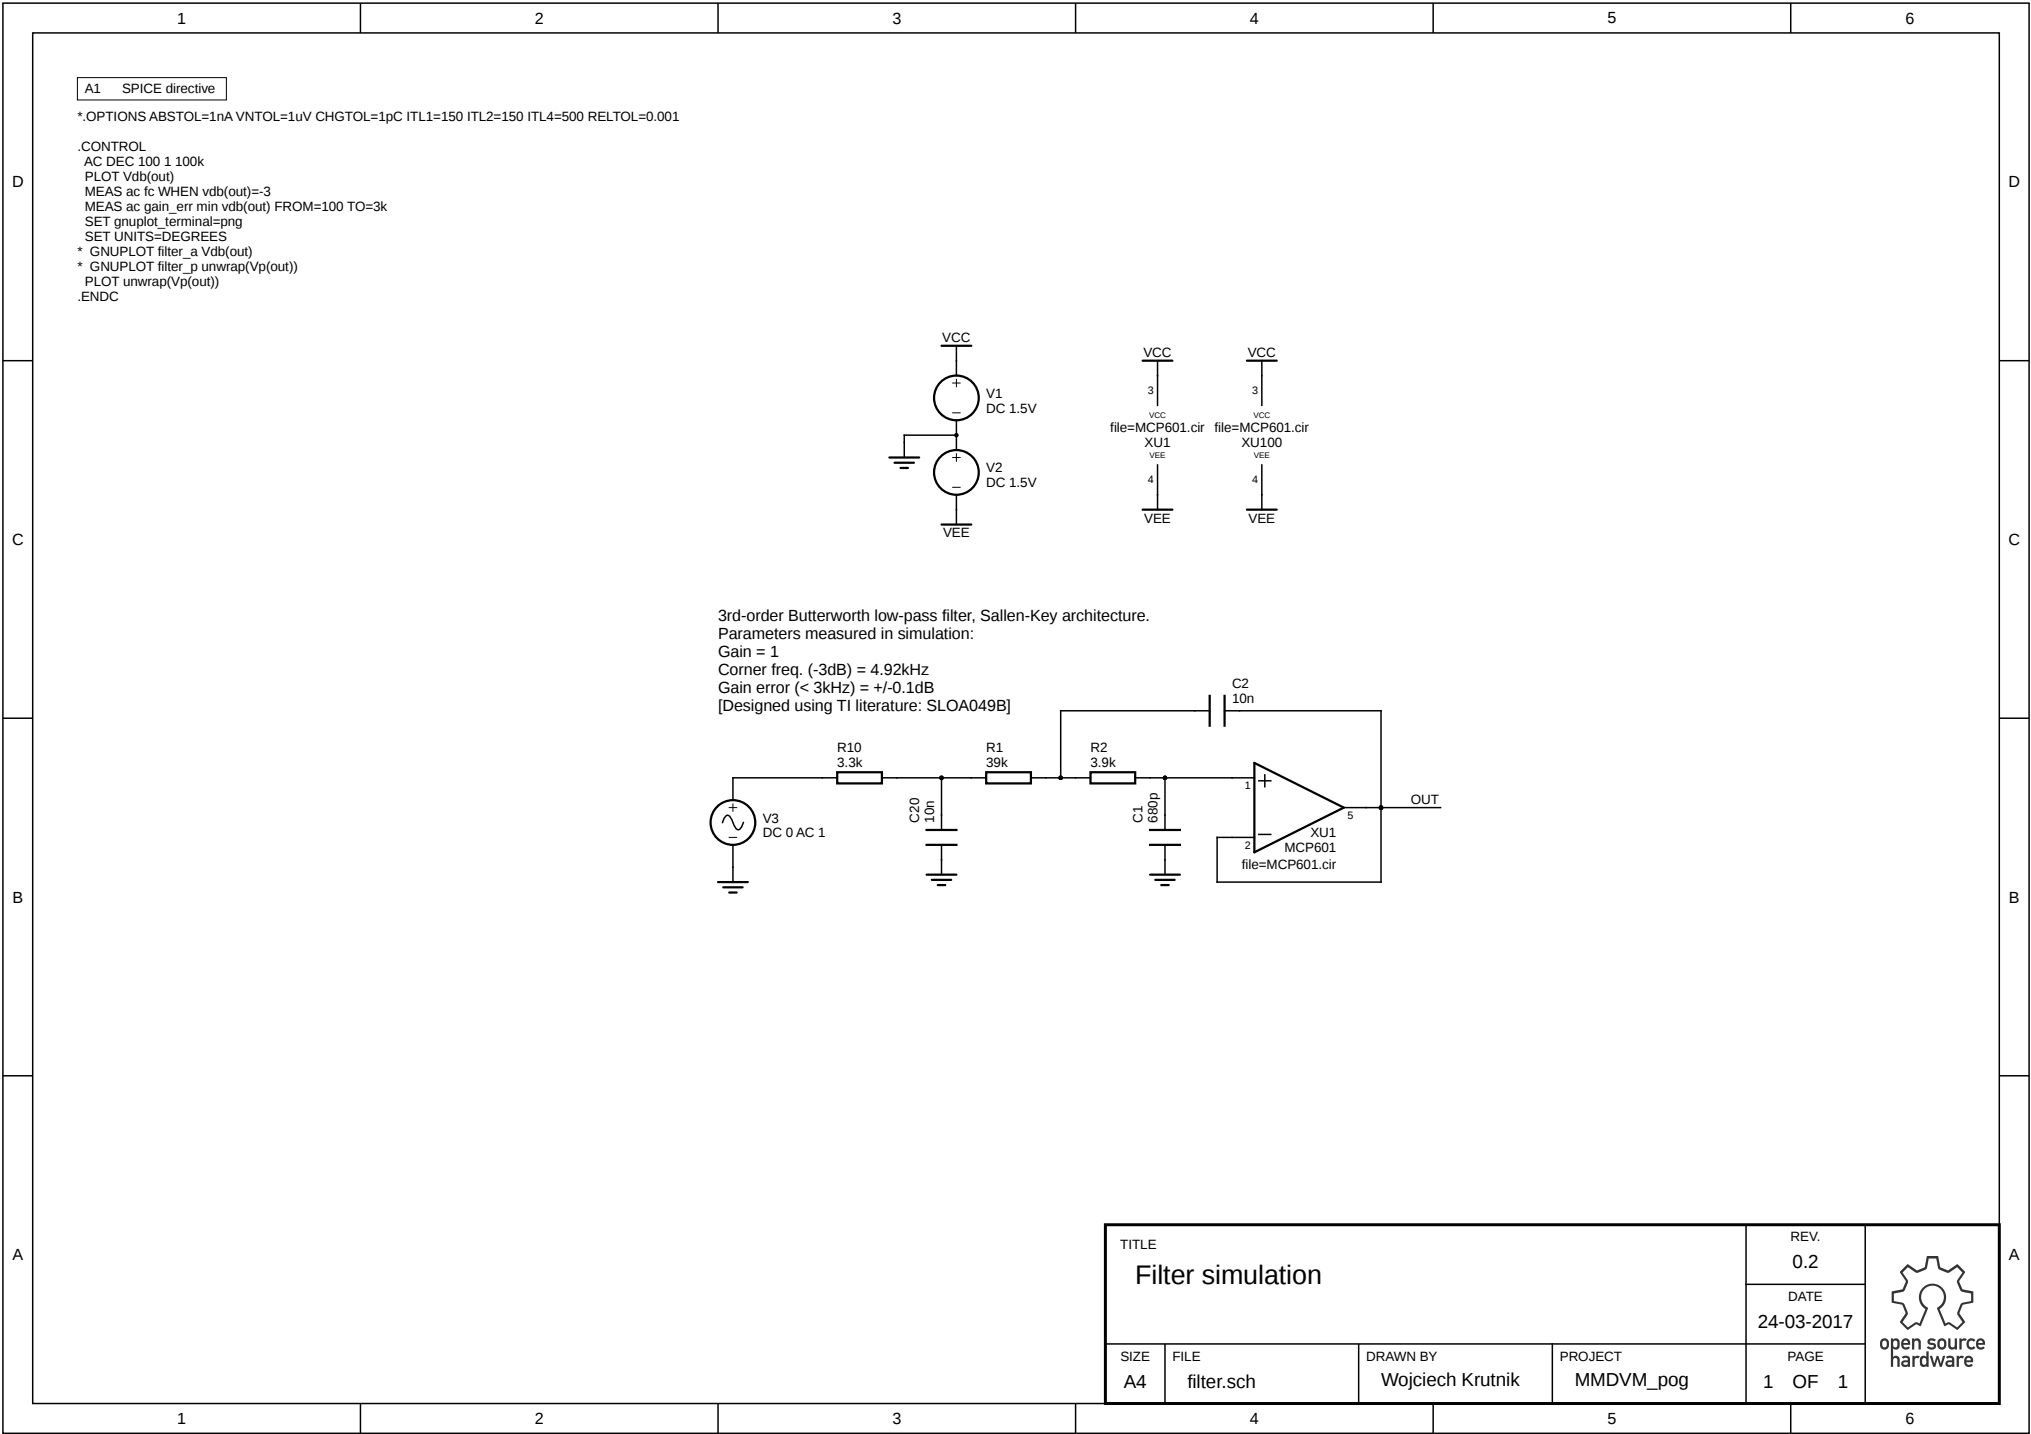 1 2 3 4 5 6
A1 SPICE directive
*.OPTIONS ABSTOL=1nA VNTOL=1uV CHGTOL=1pC ITL1=150 ITL2=150 ITL4=500 RELTOL=0.001
.CONTROL
AC DEC 100 1 100k
PLOT Vdb(out)
MEAS ac fc WHEN vdb(out)=-3
MEAS ac gain_err min vdb(out) FROM=100 TO=3k
SET gnuplot_terminal=png
SET UNITS=DEGREES
* GNUPLOT filter_a Vdb(out)
* GNUPLOT filter_p unwrap(Vp(out))
PLOT unwrap(Vp(out))
.ENDC
D D
VCC
V1
DC 1.5V
V2
DC 1.5V
VEE
VCC
3
VCC
file=MCP601.cir
XU1
VEE
4
VEE
VCC
3
VCC
file=MCP601.cir
XU100
VEE
4
VEE
C C
3rd-order Butterworth low-pass filter, Sallen-Key architecture.
Parameters measured in simulation:
Gain = 1
Corner freq. (-3dB) = 4.92kHz
Gain error (< 3kHz) = +/-0.1dB
[Designed using TI literature: SLOA049B]
C2
10n
R10
3.3k
R1
39k
R2
3.9k
V3
DC 0 AC 1
C20
10n
C1
680p
1
2
5
OUT
XU1
MCP601
file=MCP601.cir
B B
A A
TITLE
Filter simulation
REV.
0.2
DATE
24-03-2017
SIZE
A4
FILE
filter.sch
DRAWN BY
Wojciech Krutnik
PROJECT
MMDVM_pog
PAGE
1 OF 1
open source
hardware
1 2 3 4 5 6